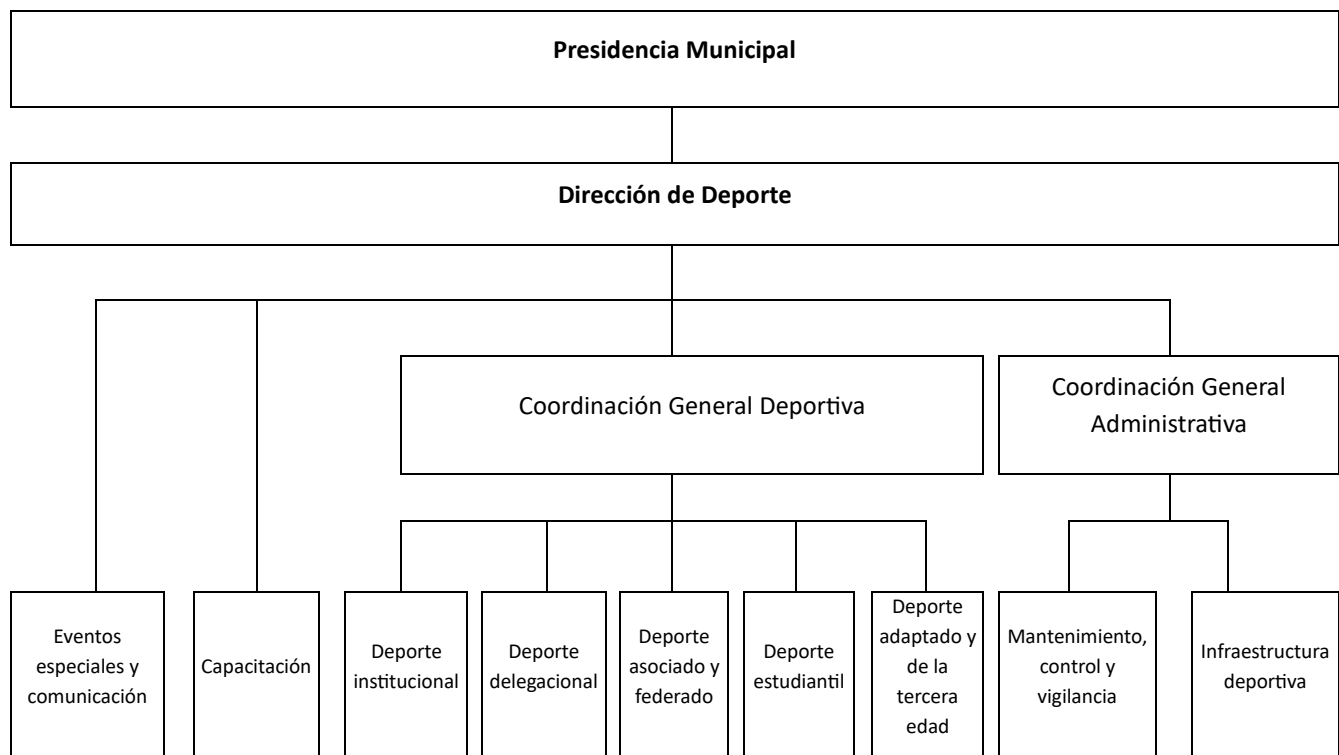 Presidencia Municipal
Dirección de Deporte
Coordinación General Deportiva
Coordinación General
Administrativa
Eventos
especiales y
comunicación
Capacitación
Deporte
institucional
Deporte
delegacional
Deporte
asociado y
federado
Deporte
estudiantil
Deporte
adaptado y
de la
tercera
edad
Mantenimiento,
control y
vigilancia
Infraestructura
deportiva